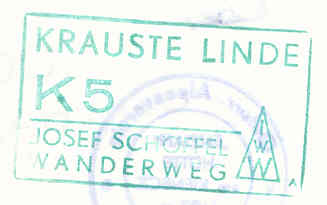 KRAUSTE LINDE
K5
JOSEF SCHÖFFEL
WANDERWEG
W
W